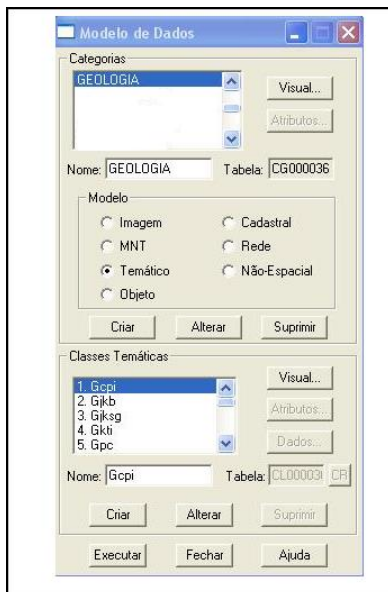 Modelo de Dados
Categorias
GEOLOGIA
Visual...
Atributos...
Nome: GEOLOGIA Tabela: CG000036
Modelo
Imagem Cadastral
MNT Rede
Temático Não-Espacial
Objeto
Criar Alterar Suprimir
Classes Temáticas
1. Gcpi
2. Gjkb
3. Gjksg
4. Gkti
5. Gpc
Visual...
Atributos...
Dados...
Nome: Gcpi Tabela: CR
Criar Alterar Suprimir
Executar Fechar Ajuda